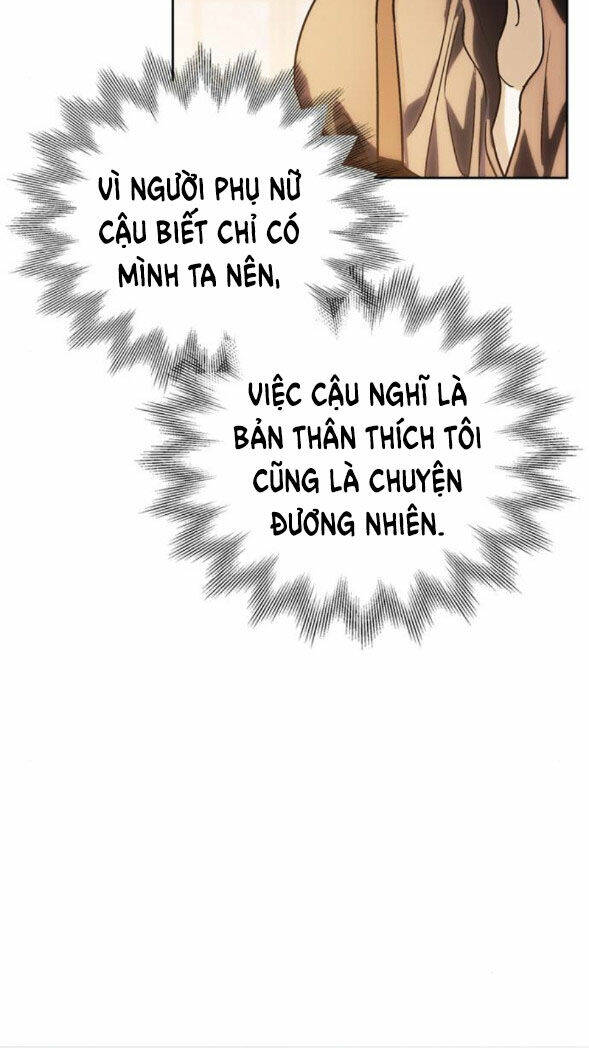 VÌ NGƯỜI PHỤ NỮ
CẬU BIẾT CHỈ CÓ
MÌNH TA NÊN,
VIỆC CẬU NGHĨ LÀ
BẢN THÂN THÍCH TÔI
CŨNG LÀ CHUYỆN
ĐƯƠNG NHIÊN.